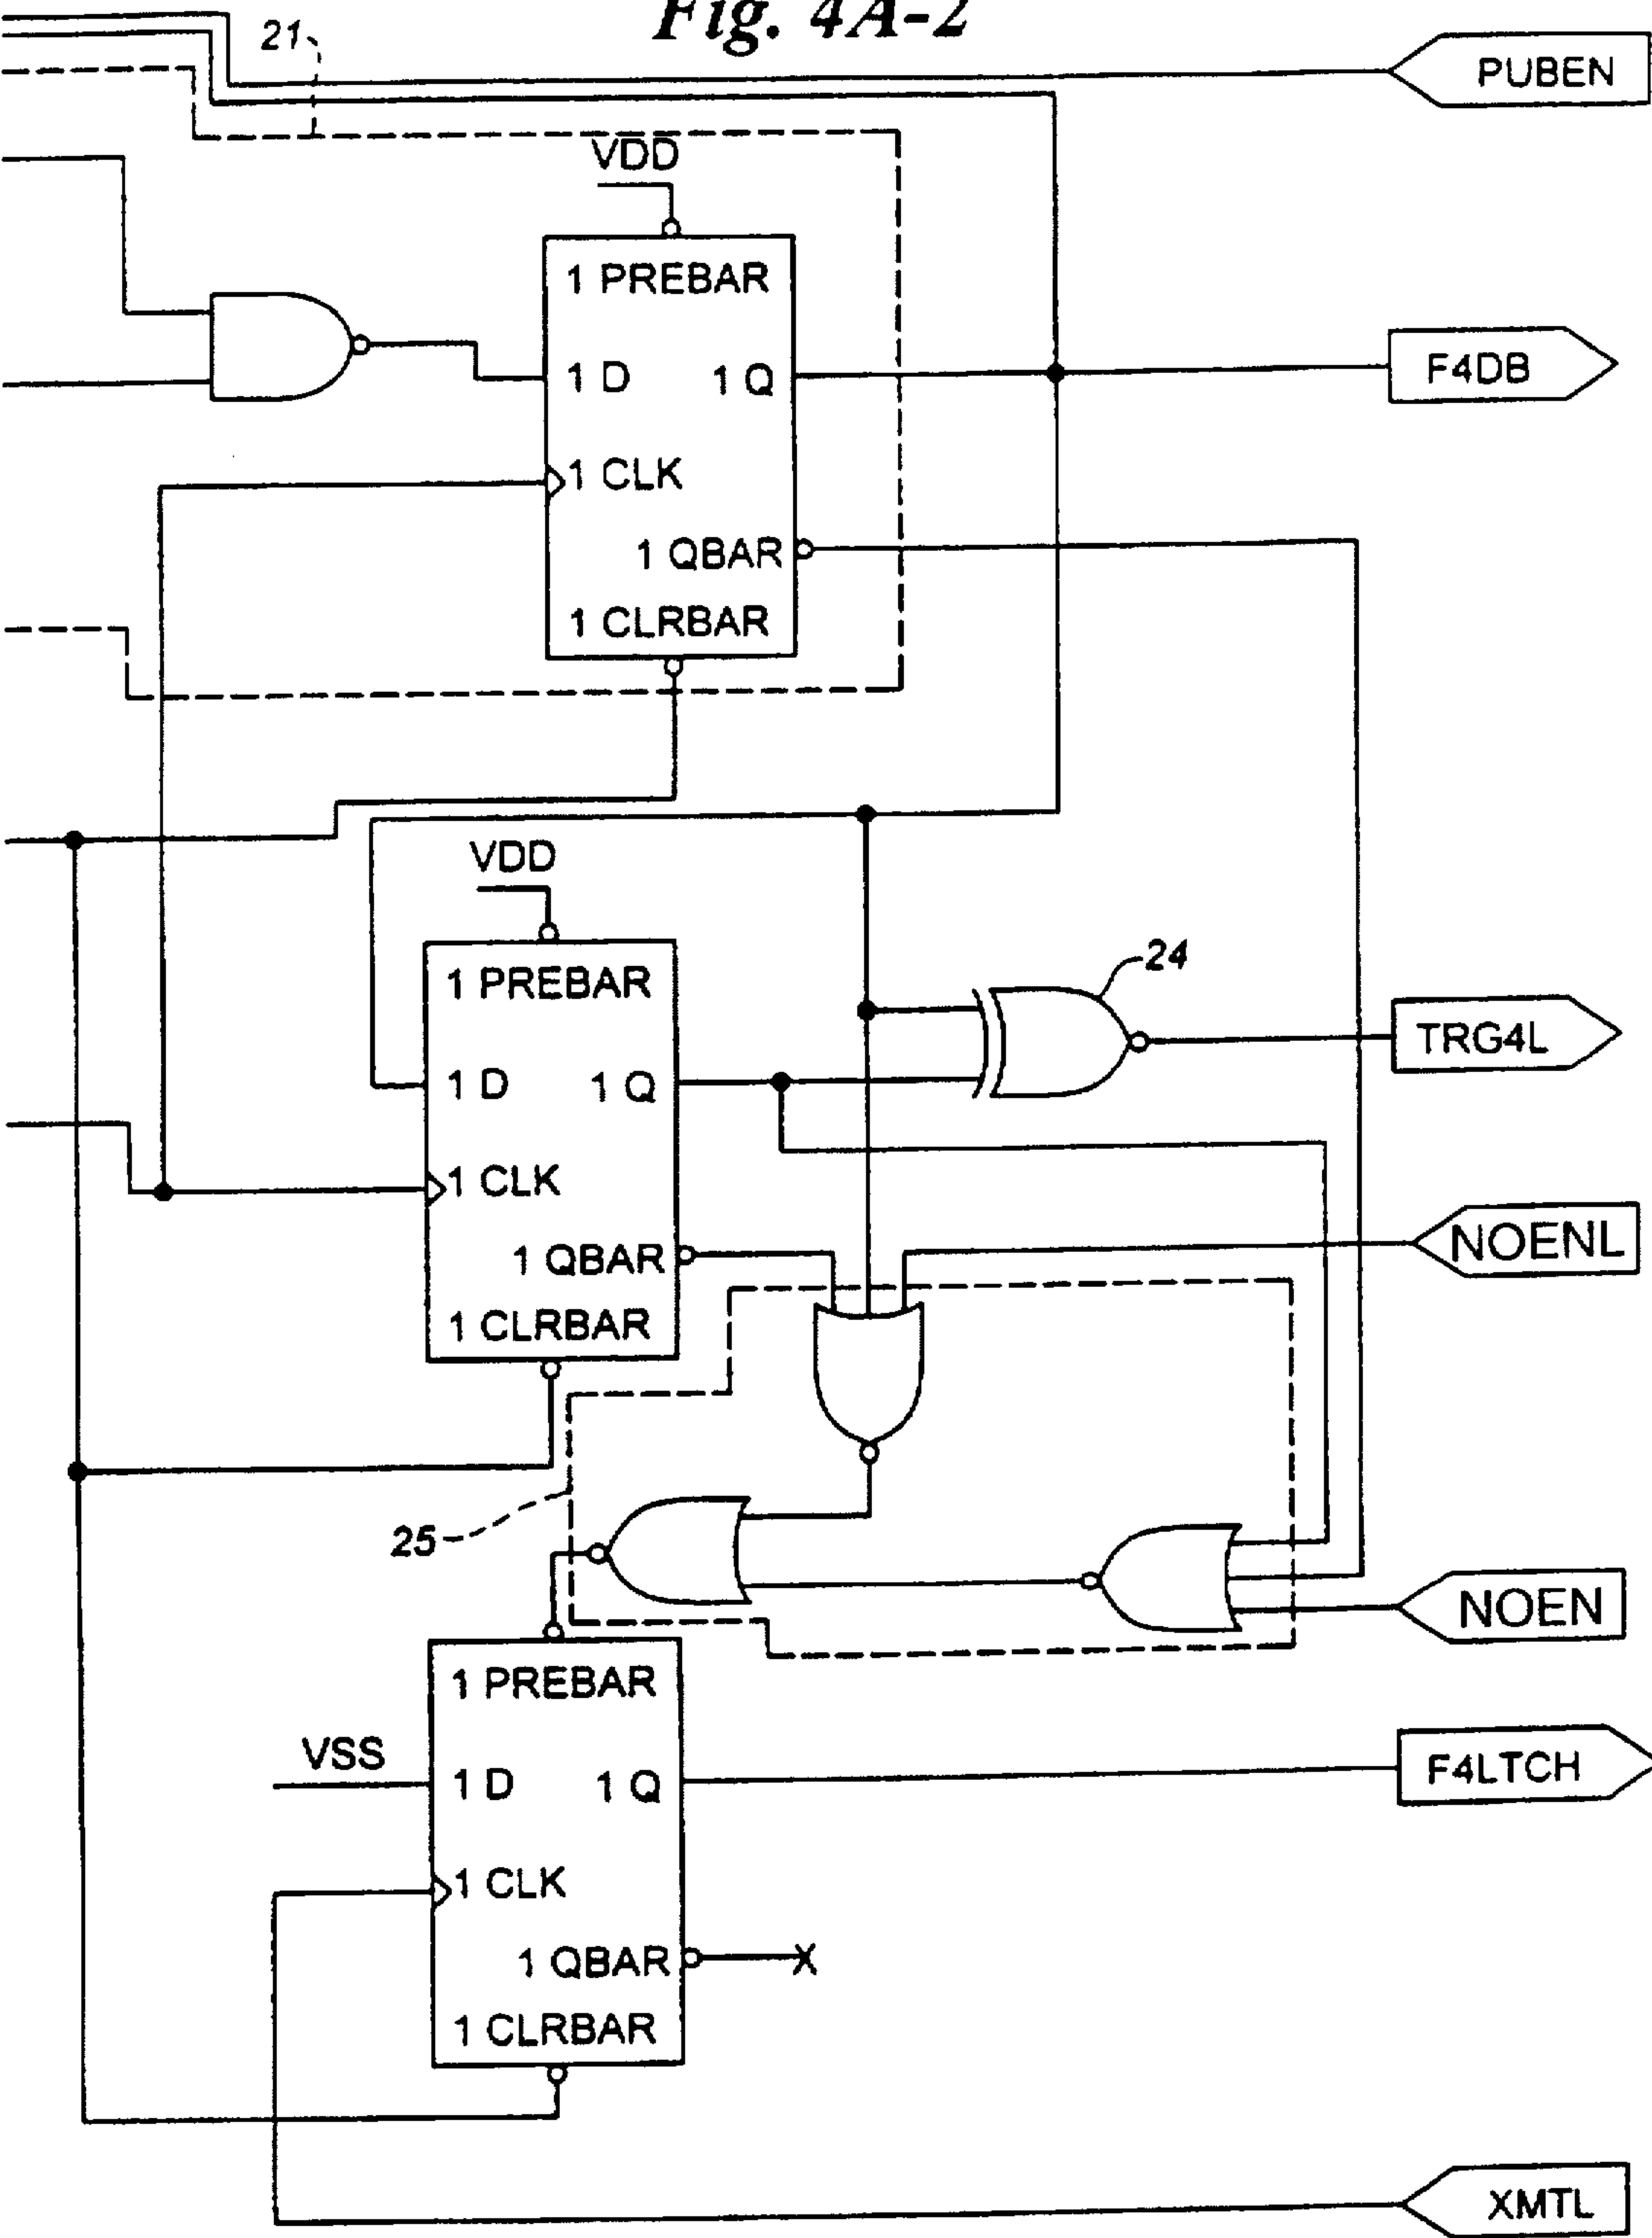 Fig. 4A-2
21
PUBEN
VDD
1 PREBAR
1 D
1 Q
F4DB
1 CLK
1 QBAR
1 CLRBAR
VDD
1 PREBAR
24
TRG4L
1 D
1 Q
1 CLK
NOENL
1 QBAR
1 CLRBAR
25
NOEN
1 PREBAR
VSS
1 D
1 Q
F4LTCH
1 CLK
1 QBAR
X
1 CLRBAR
XMTL